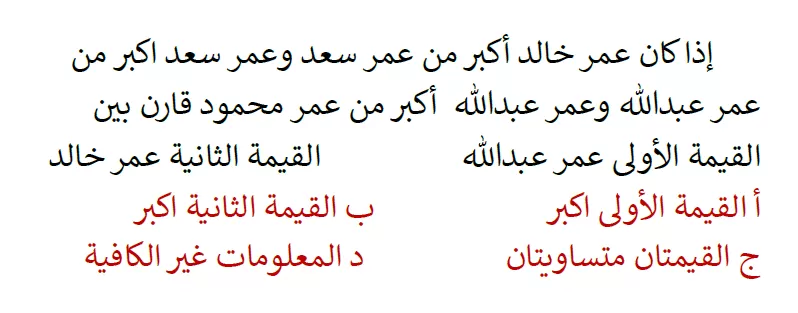 إذا كان عمر خالد أكبر من عمر سعد وعمر سعد اكبر من
عمر عبدالله وعمر عبدالله أكبر من عمر محمود قارن بين
القيمة الأولى عمر عبدالله القيمة الثانية عمر خالد
أ القيمة الأولى اكبر ب القيمة الثانية اكبر
ج القيمتان متساويتان د المعلومات غير الكافية